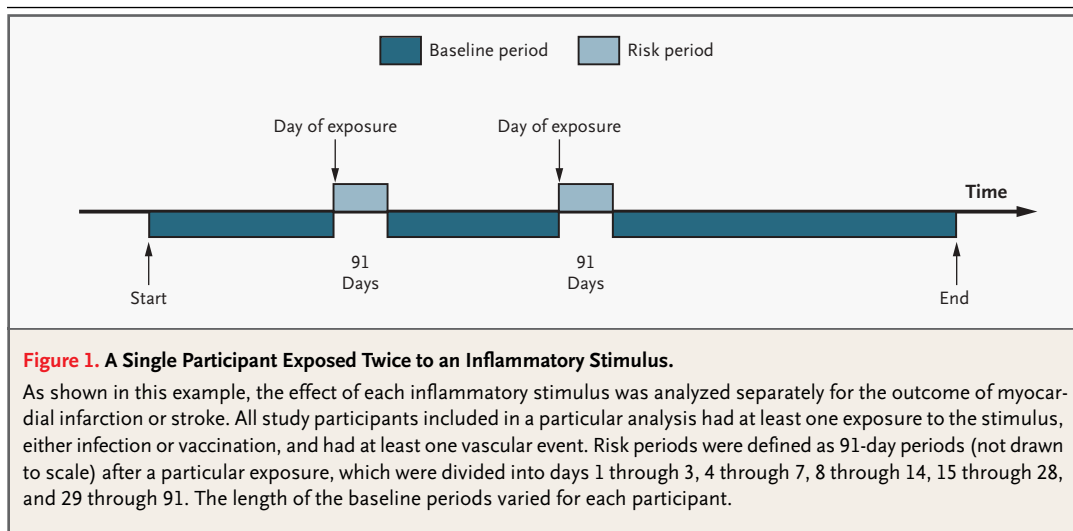 Baseline period Risk period
Day of exposure Day of exposure
Time
91 91
Days Days
Start End
Figure 1. A Single Participant Exposed Twice to an Inflammatory Stimulus.
As shown in this example, the effect of each inflammatory stimulus was analyzed separately for the outcome of myocar-
dial infarction or stroke. All study participants included in a particular analysis had at least one exposure to the stimulus,
either infection or vaccination, and had at least one vascular event. Risk periods were defined as 91-day periods (not drawn
to scale) after a particular exposure, which were divided into days 1 through 3, 4 through 7, 8 through 14, 15 through 28,
and 29 through 91. The length of the baseline periods varied for each participant.